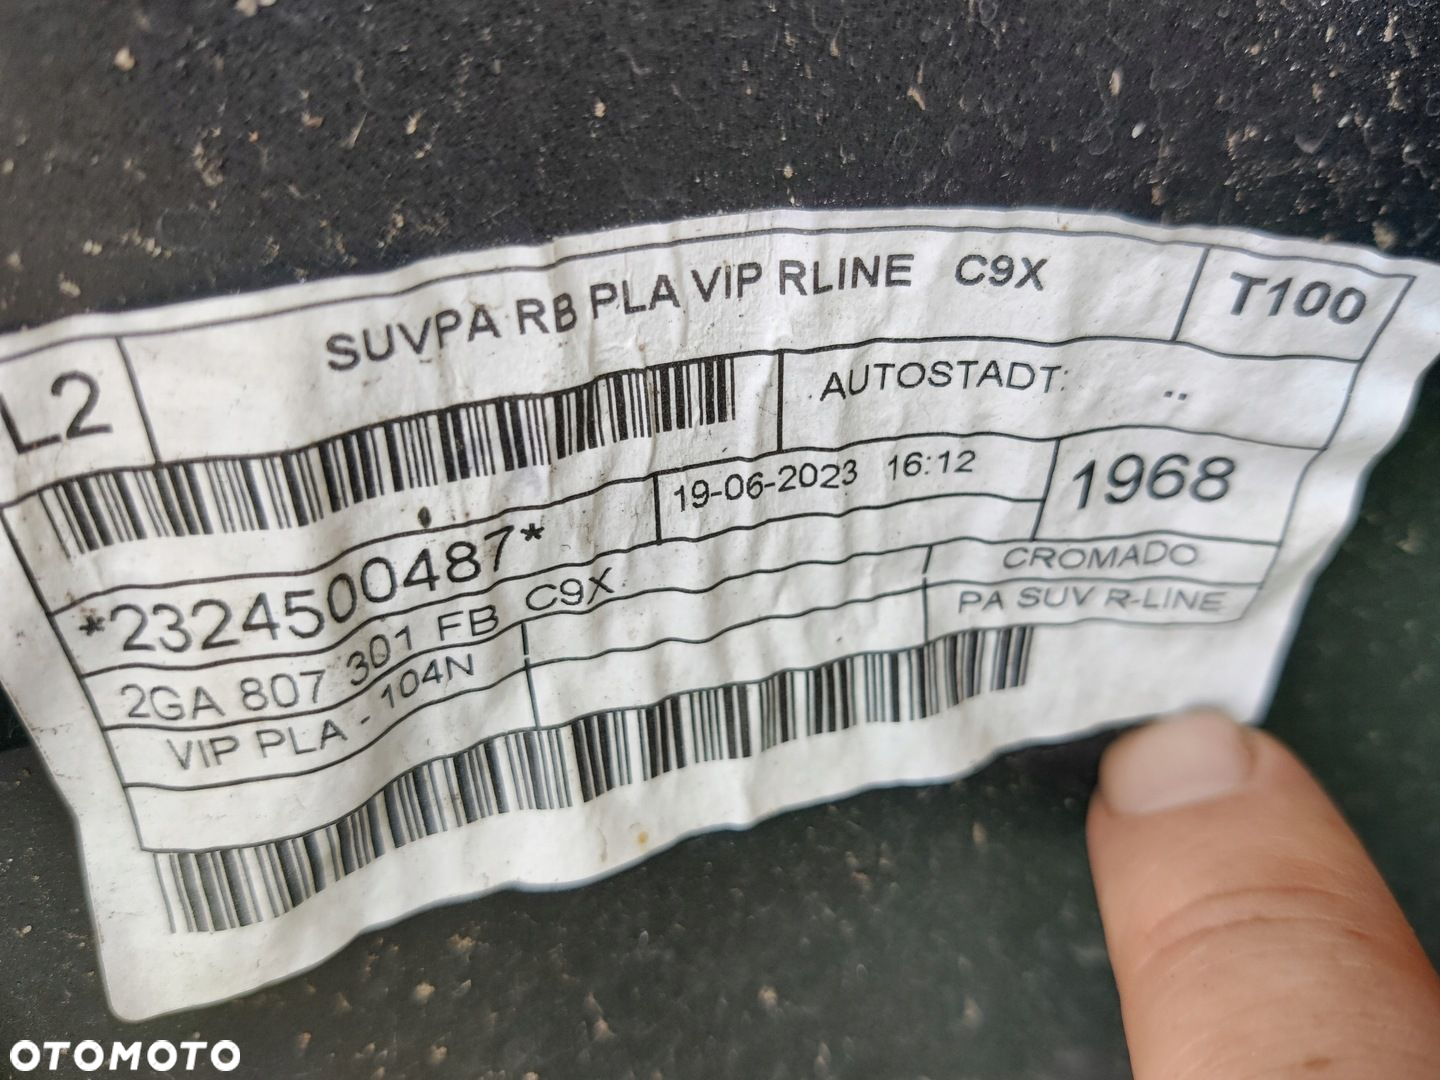 SUVPA RB PLA VIP RLINE C9X
T100
L2
AUTOSTADT: ..
19-06-2023 16:12
1968
*2324500487*
CROMADO
2GA 807 301 FB C9X
PA SUV R-LINE
VIP PLA - 104N
OTOMOTO